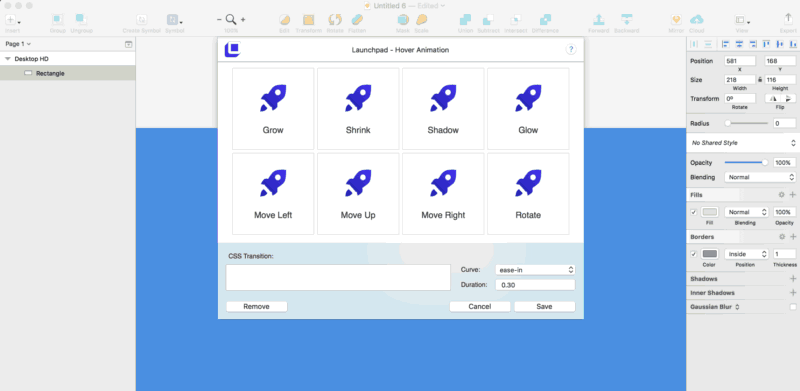 Untitled 6 — Edited
Insert
Group
Ungroup
Create Symbol
Symbol
100%
Edit
Transform
Rotate
Flatten
Mask
Scale
Union
Subtract
Intersect
Difference
Forward
Backward
Mirror
Cloud
View
Export
Page 1
Desktop HD
Rectangle
Launchpad - Hover Animation
?
Grow
Shrink
Shadow
Glow
Move Left
Move Up
Move Right
Rotate
CSS Transition:
Curve:
ease-in
Duration:
0.30
Remove
Cancel
Save
Position
581
168
X
Y
Size
218
116
Width
Height
Transform
0º
Rotate
Flip
Radius
0
No Shared Style
Opacity
100%
Blending
Normal
Fills
Normal
100%
Fill
Blending
Opacity
Borders
Inside
1
Color
Position
Thickness
Shadows
Inner Shadows
Gaussian Blur